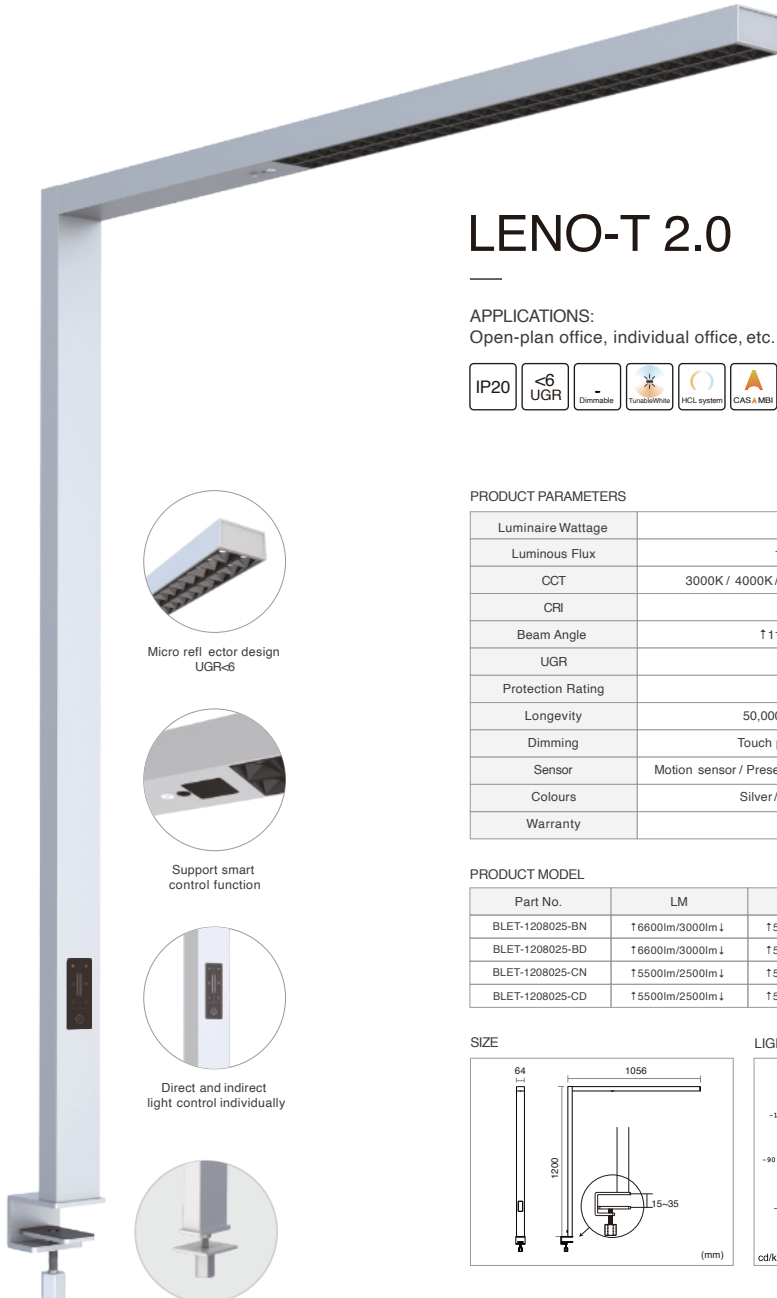 LENO-T 2.0
APPLICATIONS:
Open-plan office, individual office, etc.
IP20
<6
UGR
-
Dimmable
TunableWhite
HCL system
CASAMBI
Micro refl ector design
UGR<6
Support smart
control function
Direct and indirect
light control individually
PRODUCT PARAMETERS
Luminaire Wattage
Luminous Flux
CCT 3000K / 4000K /
CRI
Beam Angle
UGR
Protection Rating
Longevity
Dimming Touch
Sensor Motion sensor /
Colours Silver /
Warranty
PRODUCT MODEL
Part No. LM
BLET-1208025-BN ↑6600lm/3000lm↓
BLET-1208025-BD ↑6600lm/3000lm↓
BLET-1208025-CN ↑5500lm/2500lm↓
BLET-1208025-CD ↑5500lm/2500lm↓
SIZE
64
1056
1200
15~35
(mm)
-90